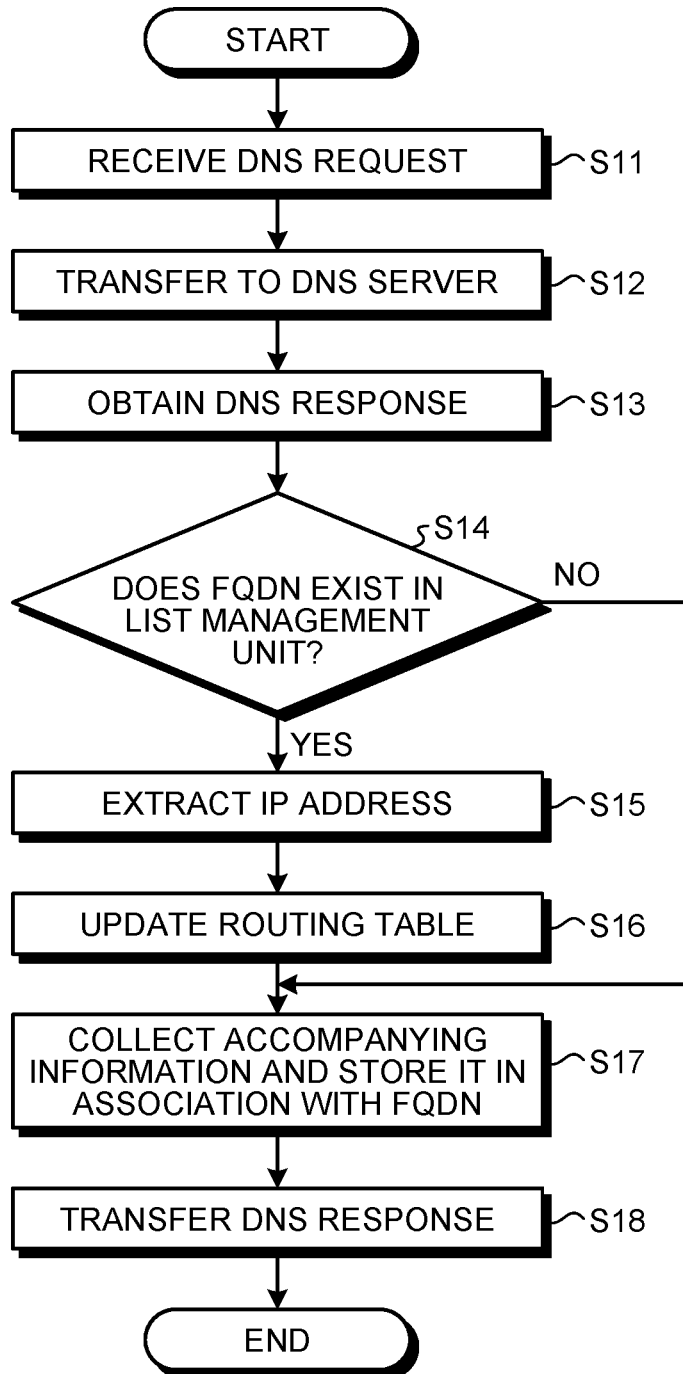 START
RECEIVE DNS REQUEST
S11
TRANSFER TO DNS SERVER
S12
OBTAIN DNS RESPONSE
S13
S14
DOES FQDN EXIST IN
LIST MANAGEMENT
UNIT?
NO
YES
EXTRACT IP ADDRESS
S15
UPDATE ROUTING TABLE
S16
COLLECT ACCOMPANYING
INFORMATION AND STORE IT IN
ASSOCIATION WITH FQDN
S17
TRANSFER DNS RESPONSE
S18
END